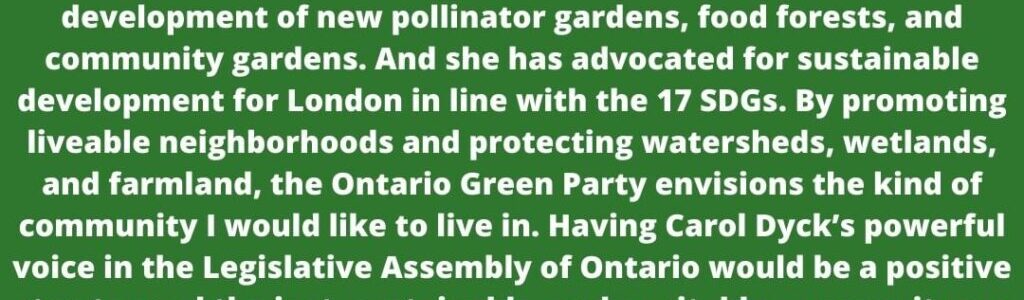 development of new pollinator gardens, food forests, and
community gardens. And she has advocated for sustainable
development for London in line with the 17 SDGs. By promoting
liveable neighborhoods and protecting watersheds, wetlands,
and farmland, the Ontario Green Party envisions the kind of
community I would like to live in. Having Carol Dyck’s powerful
voice in the Legislative Assembly of Ontario would be a positive